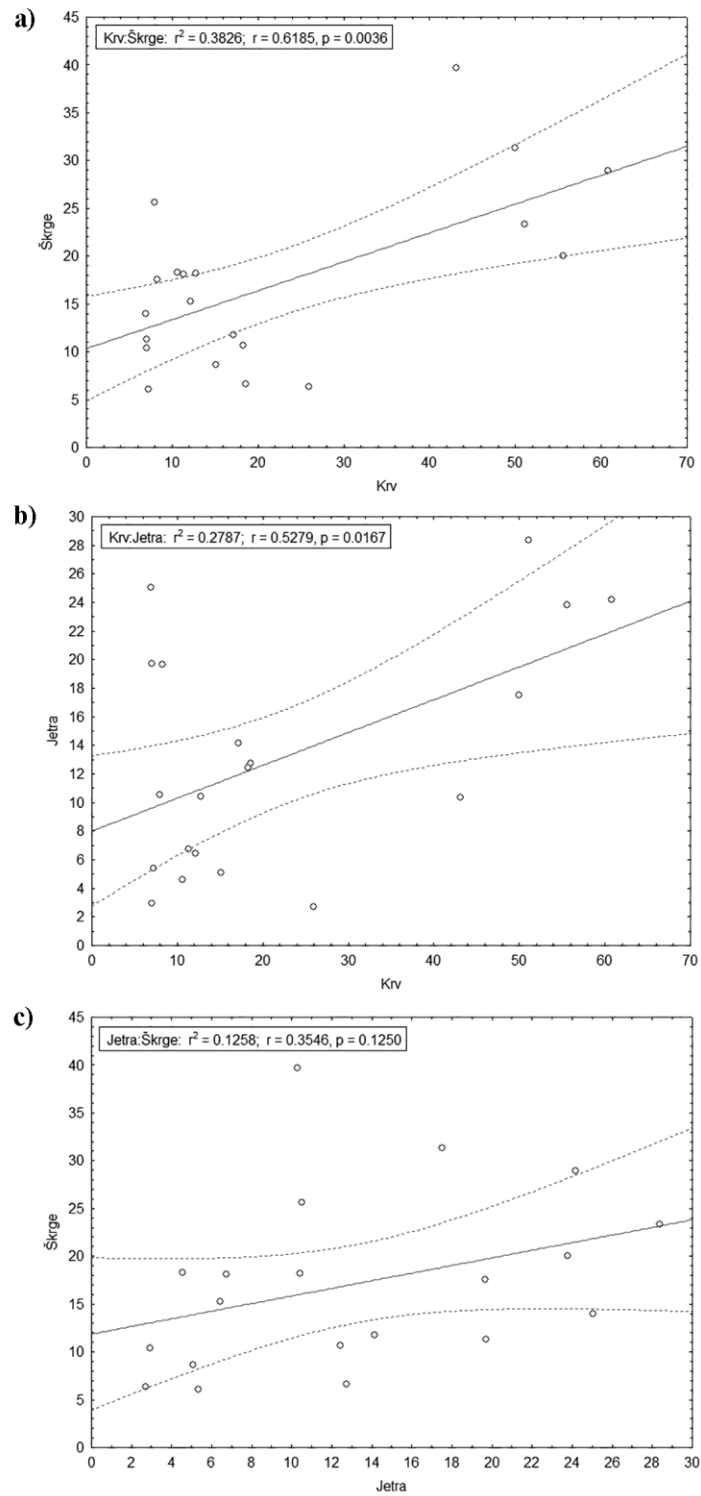 a)
Krv:Škrge: r² = 0.3826; r = 0.6185, p = 0.0036
45
40
35
30
25
20
15
10
5
0
Škrge
0 10 20 30 40 50 60 70
Krv
b)
Krv:Jetra: r² = 0.2787; r = 0.5279, p = 0.0167
30
28
26
24
22
20
18
16
14
12
10
8
6
4
2
0
Jetra
0 10 20 30 40 50 60 70
Krv
c)
Jetra:Škrge: r² = 0.1258; r = 0.3546, p = 0.1250
45
40
35
30
25
20
15
10
5
0
Škrge
0 2 4 6 8 10 12 14 16 18 20 22 24 26 28 30
Jetra